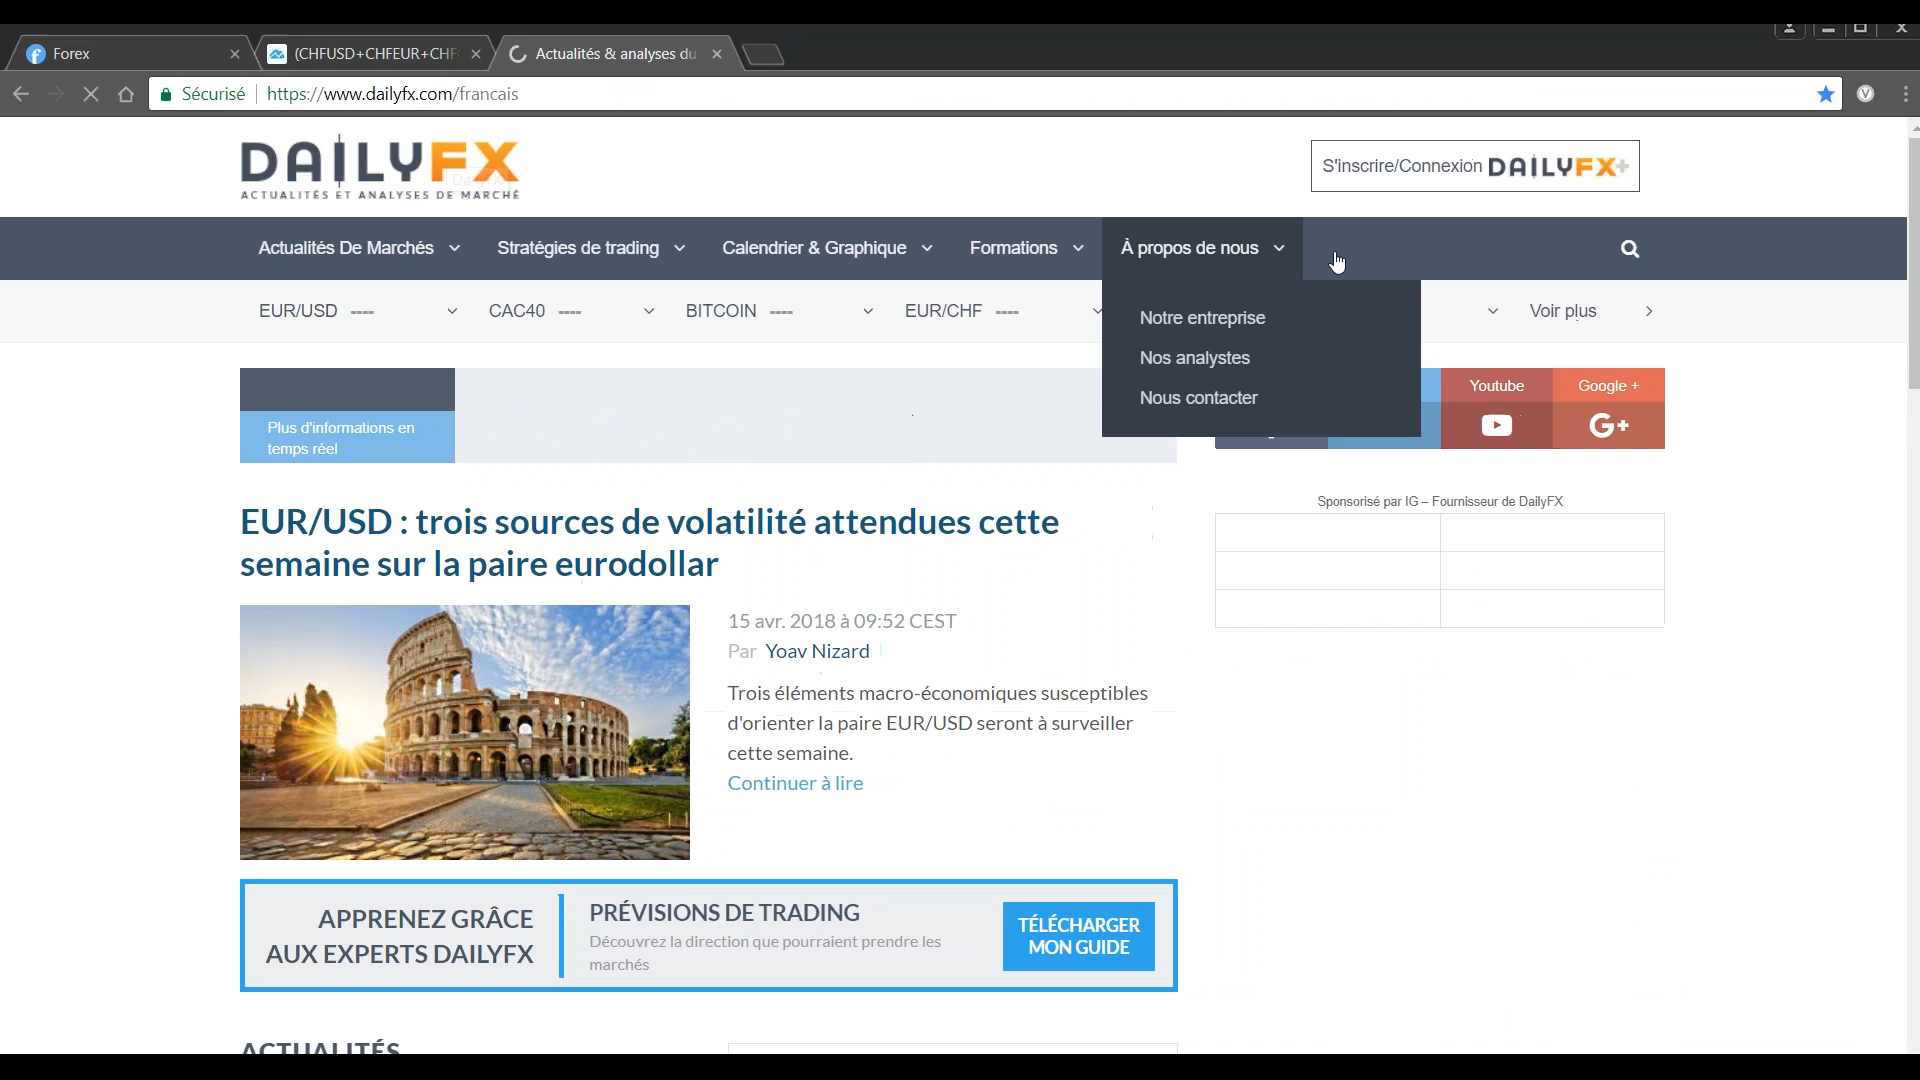 Forex
(CHFUSD+CHFEUR+CHF
Actualités & analyses du
Sécurisé
https://www.dailyfx.com/francais
DAILYFX
ACTUALITÉS ET ANALYSES DE MARCHÉ
S'inscrire/Connexion DAILYFX+
Actualités De Marchés
Stratégies de trading
Calendrier & Graphique
Formations
À propos de nous
EUR/USD ----
CAC40 ----
BITCOIN ----
EUR/CHF ----
Voir plus
Notre entreprise
Nos analystes
Nous contacter
Plus d'informations en
temps réel
Youtube
Google +
G+
Sponsorisé par IG – Fournisseur de DailyFX
EUR/USD : trois sources de volatilité attendues cette
semaine sur la paire eurodollar
15 avr. 2018 à 09:52 CEST
Par Yoav Nizard
Trois éléments macro-économiques susceptibles
d'orienter la paire EUR/USD seront à surveiller
cette semaine.
Continuer à lire
APPRENEZ GRÂCE
AUX EXPERTS DAILYFX
PRÉVISIONS DE TRADING
Découvrez la direction que pourraient prendre les
marchés
TÉLÉCHARGER
MON GUIDE
ACTUALITÉS